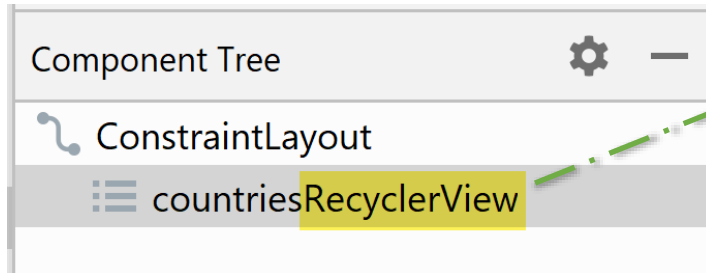 Component Tree
ConstraintLayout
countriesRecyclerView